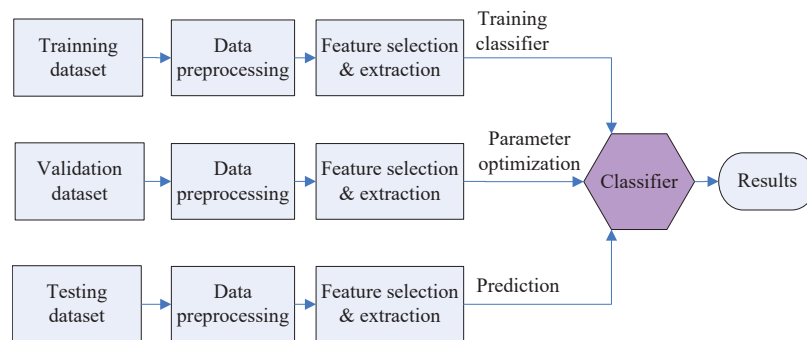 Trainning
dataset
Data
preprocessing
Feature selection
& extraction
Training
classifier
Validation
dataset
Data
preprocessing
Feature selection
& extraction
Parameter
optimization
Classifier
Results
Testing
dataset
Data
preprocessing
Feature selection
& extraction
Prediction